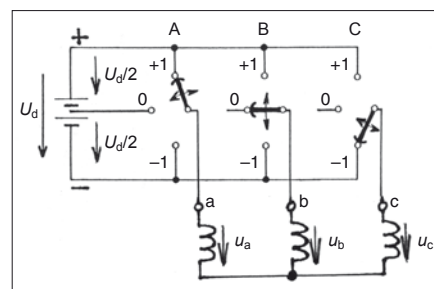 + A B C
+1 +1 +1
U_d/2
U_d 0 0 0
U_d/2
−1 −1 −1
−
a b c
u_a u_b u_c